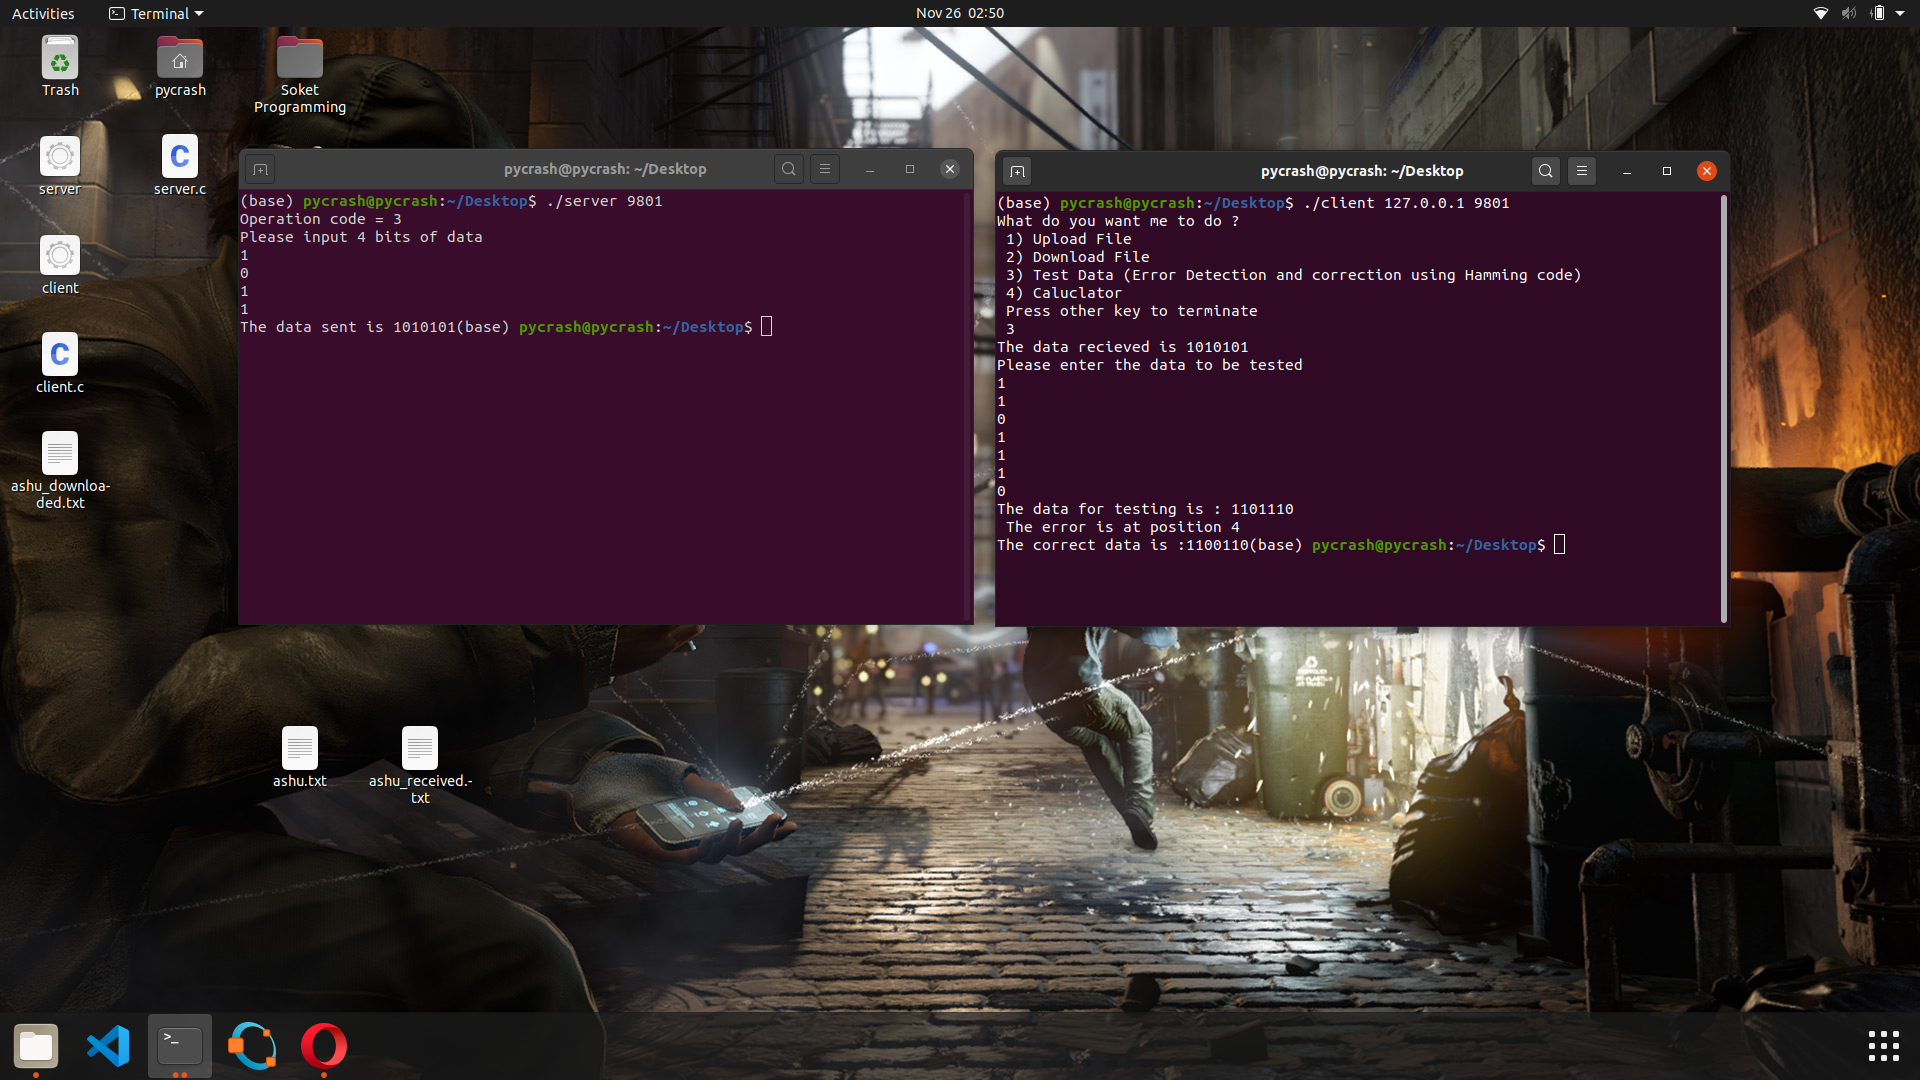 Activities
Terminal
Nov 26 02:50
Trash
pycrash
Soket
Programming
server
server.c
client
client.c
ashu_downloa-
ded.txt
ashu.txt
ashu_received.-
txt
pycrash@pycrash: ~/Desktop
(base) pycrash@pycrash:~/Desktop$ ./server 9801
Operation code = 3
Please input 4 bits of data
1
0
1
1
The data sent is 1010101(base) pycrash@pycrash:~/Desktop$
pycrash@pycrash: ~/Desktop
(base) pycrash@pycrash:~/Desktop$ ./client 127.0.0.1 9801
What do you want me to do ?
1) Upload File
2) Download File
3) Test Data (Error Detection and correction using Hamming code)
4) Caluclator
Press other key to terminate
3
The data recieved is 1010101
Please enter the data to be tested
1
1
0
1
1
1
0
The data for testing is : 1101110
The error is at position 4
The correct data is :1100110(base) pycrash@pycrash:~/Desktop$